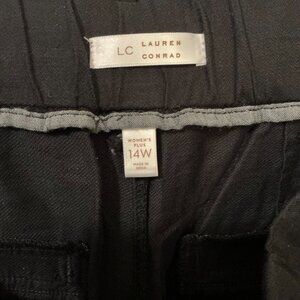 LC LAUREN
CONRAD
WOMEN'S
PLUS
14W
MADE IN